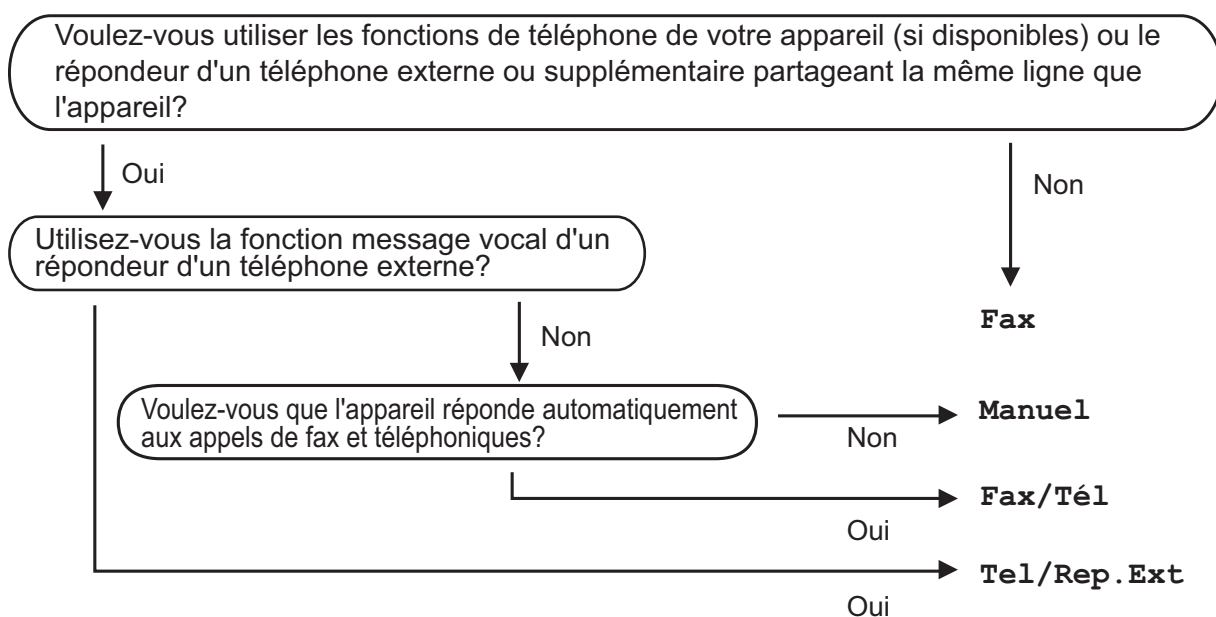 Voulez-vous utiliser les fonctions de téléphone de votre appareil (si disponibles) ou le
répondeur d'un téléphone externe ou supplémentaire partageant la même ligne que
l'appareil?
Oui
Non
Utilisez-vous la fonction message vocal d'un
répondeur d'un téléphone externe?
Fax
Non
Voulez-vous que l'appareil réponde automatiquement
aux appels de fax et téléphoniques?
Manuel
Non
Fax/Tél
Oui
Tel/Rep.Ext
Oui